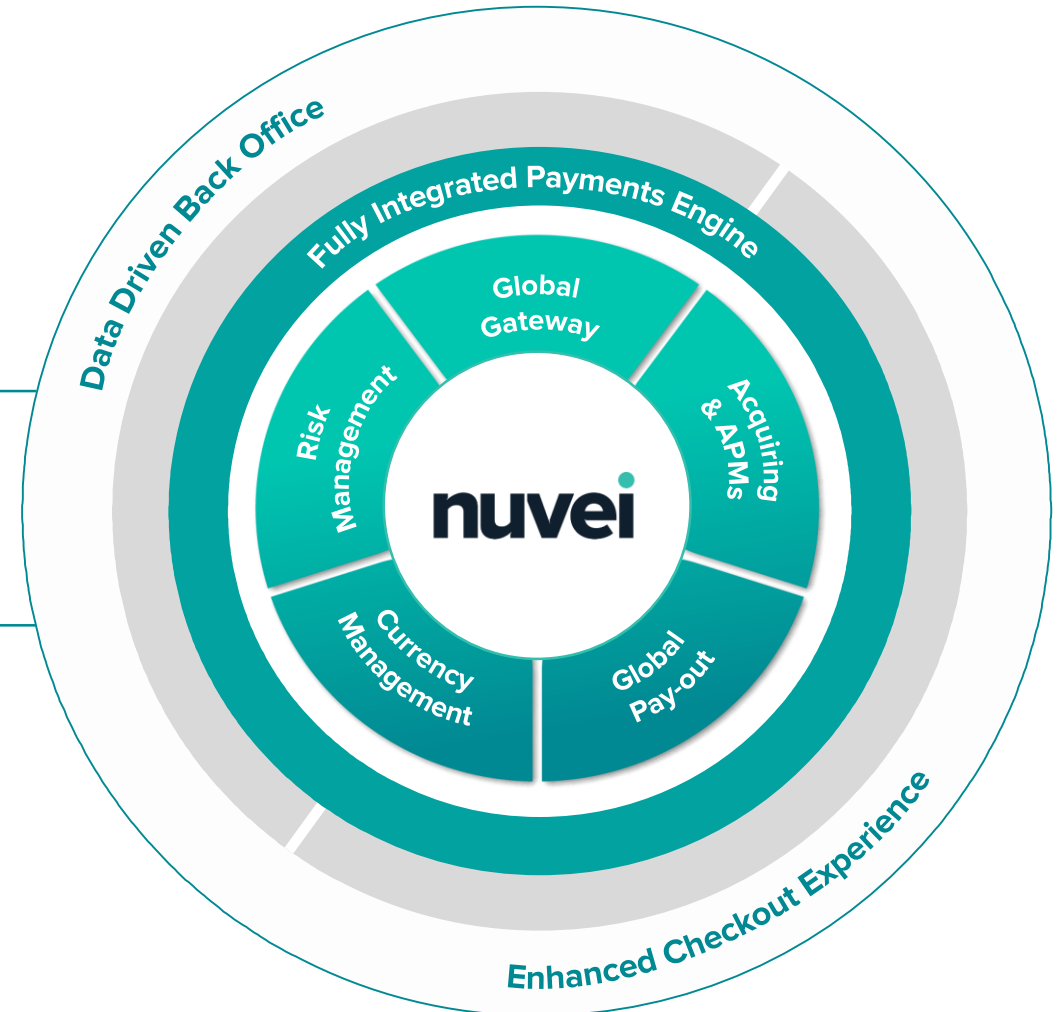 Data Driven Back Office
Fully Integrated Payments Engine
Global
Gateway
Acquiring
& APMs
Global
Pay-out
Currency
Management
Risk
Management
nuvei
Enhanced Checkout Experience